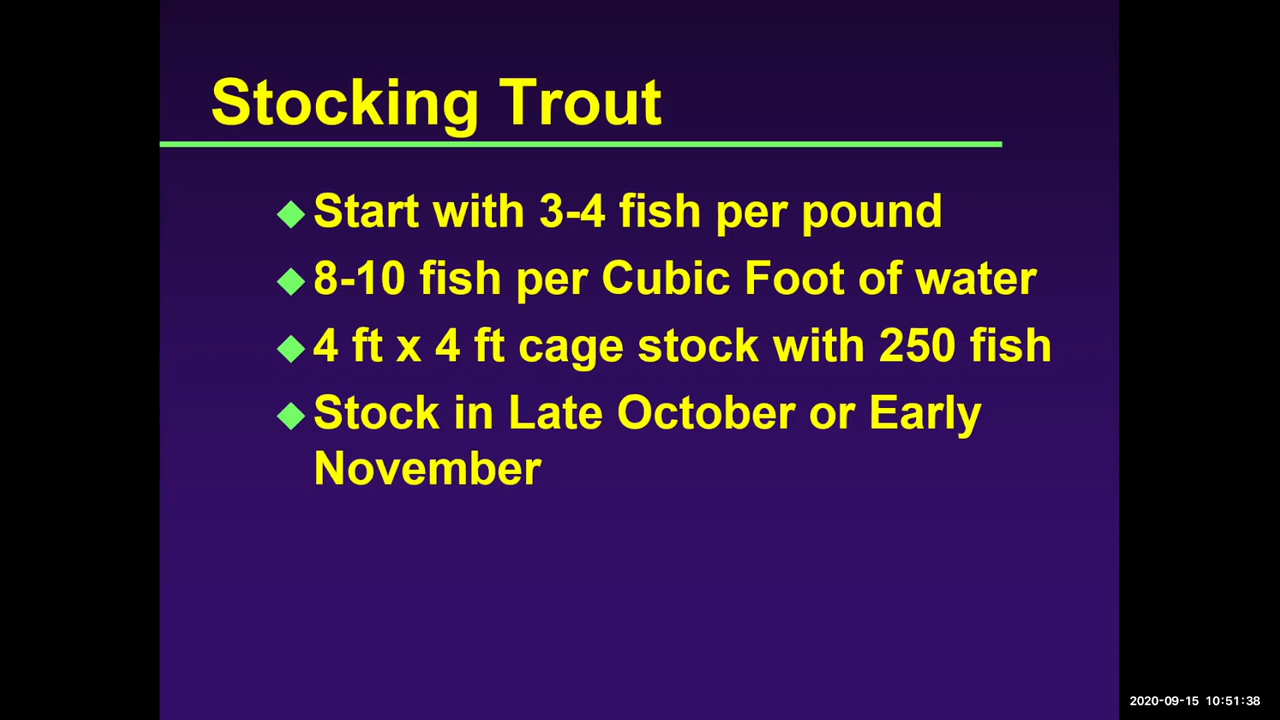 Stocking Trout
Start with 3-4 fish per pound
8-10 fish per Cubic Foot of water
4 ft x 4 ft cage stock with 250 fish
Stock in Late October or Early
November
2020-09-15 10:51:38